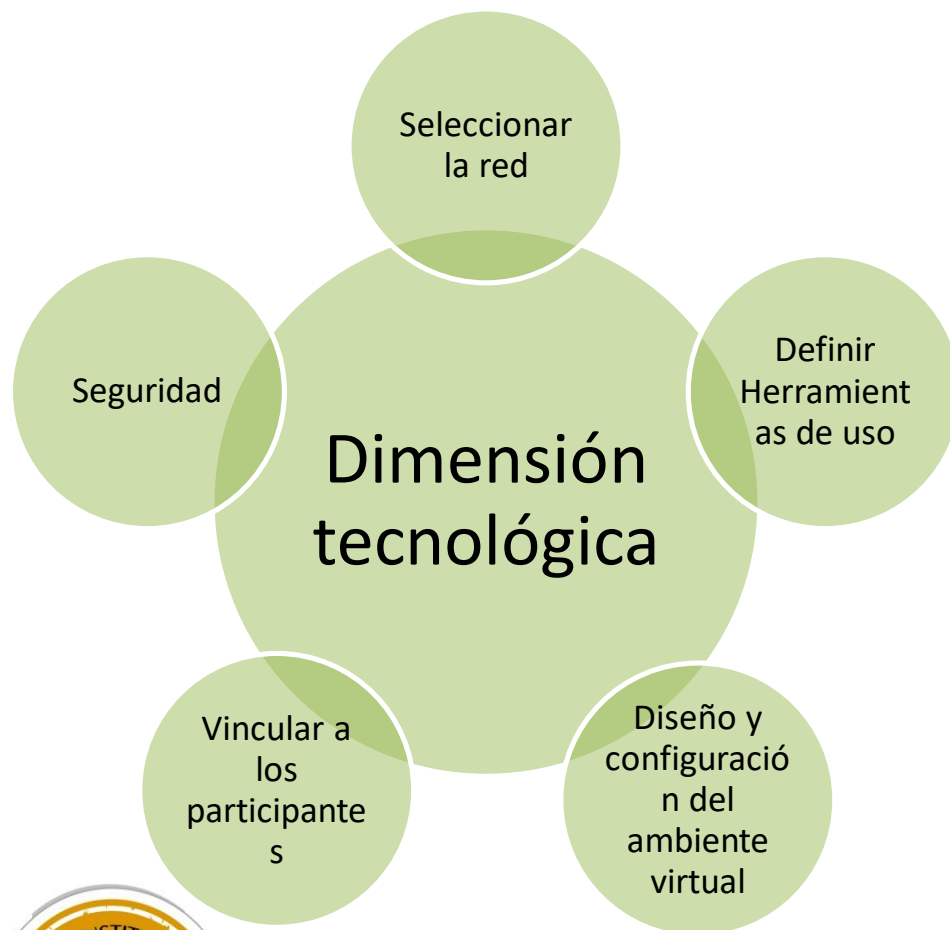 Seleccionar
la red
Definir
Herramient
as de uso
Seguridad
Dimensión
tecnológica
Vincular a
los
participante
s
Diseño y
configuració
n del
ambiente
virtual